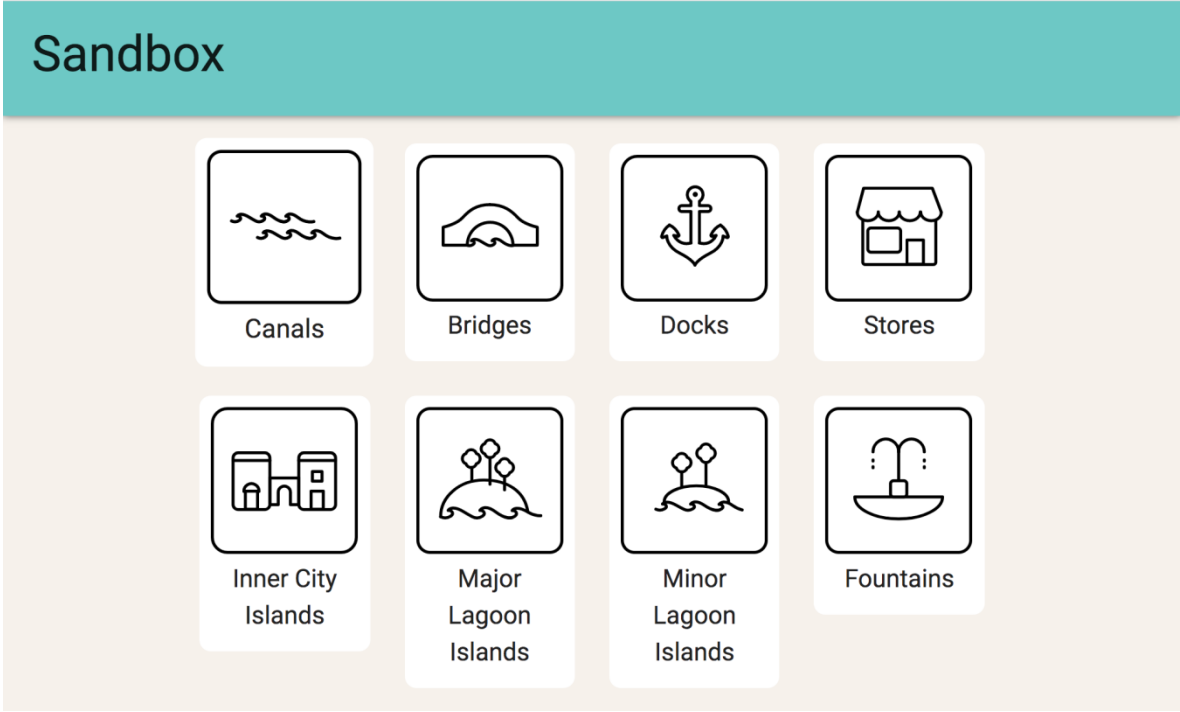 Sandbox
Canals
Bridges
Docks
Stores
Inner City
Islands
Major
Lagoon
Islands
Minor
Lagoon
Islands
Fountains